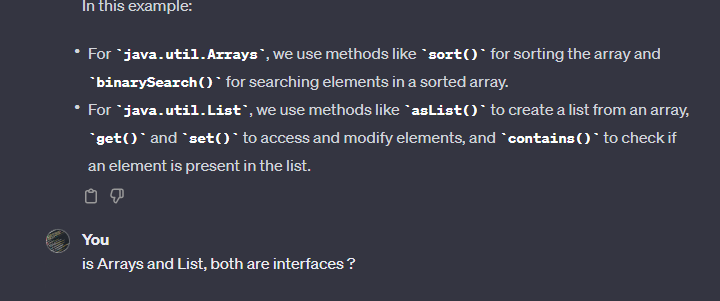 In this example:
• For `java.util.Arrays`, we use methods like `sort()` for sorting the array and
`binarySearch()` for searching elements in a sorted array.
• For `java.util.List`, we use methods like `asList()` to create a list from an array,
`get()` and `set()` to access and modify elements, and `contains()` to check if
an element is present in the list.
You
is Arrays and List, both are interfaces ?